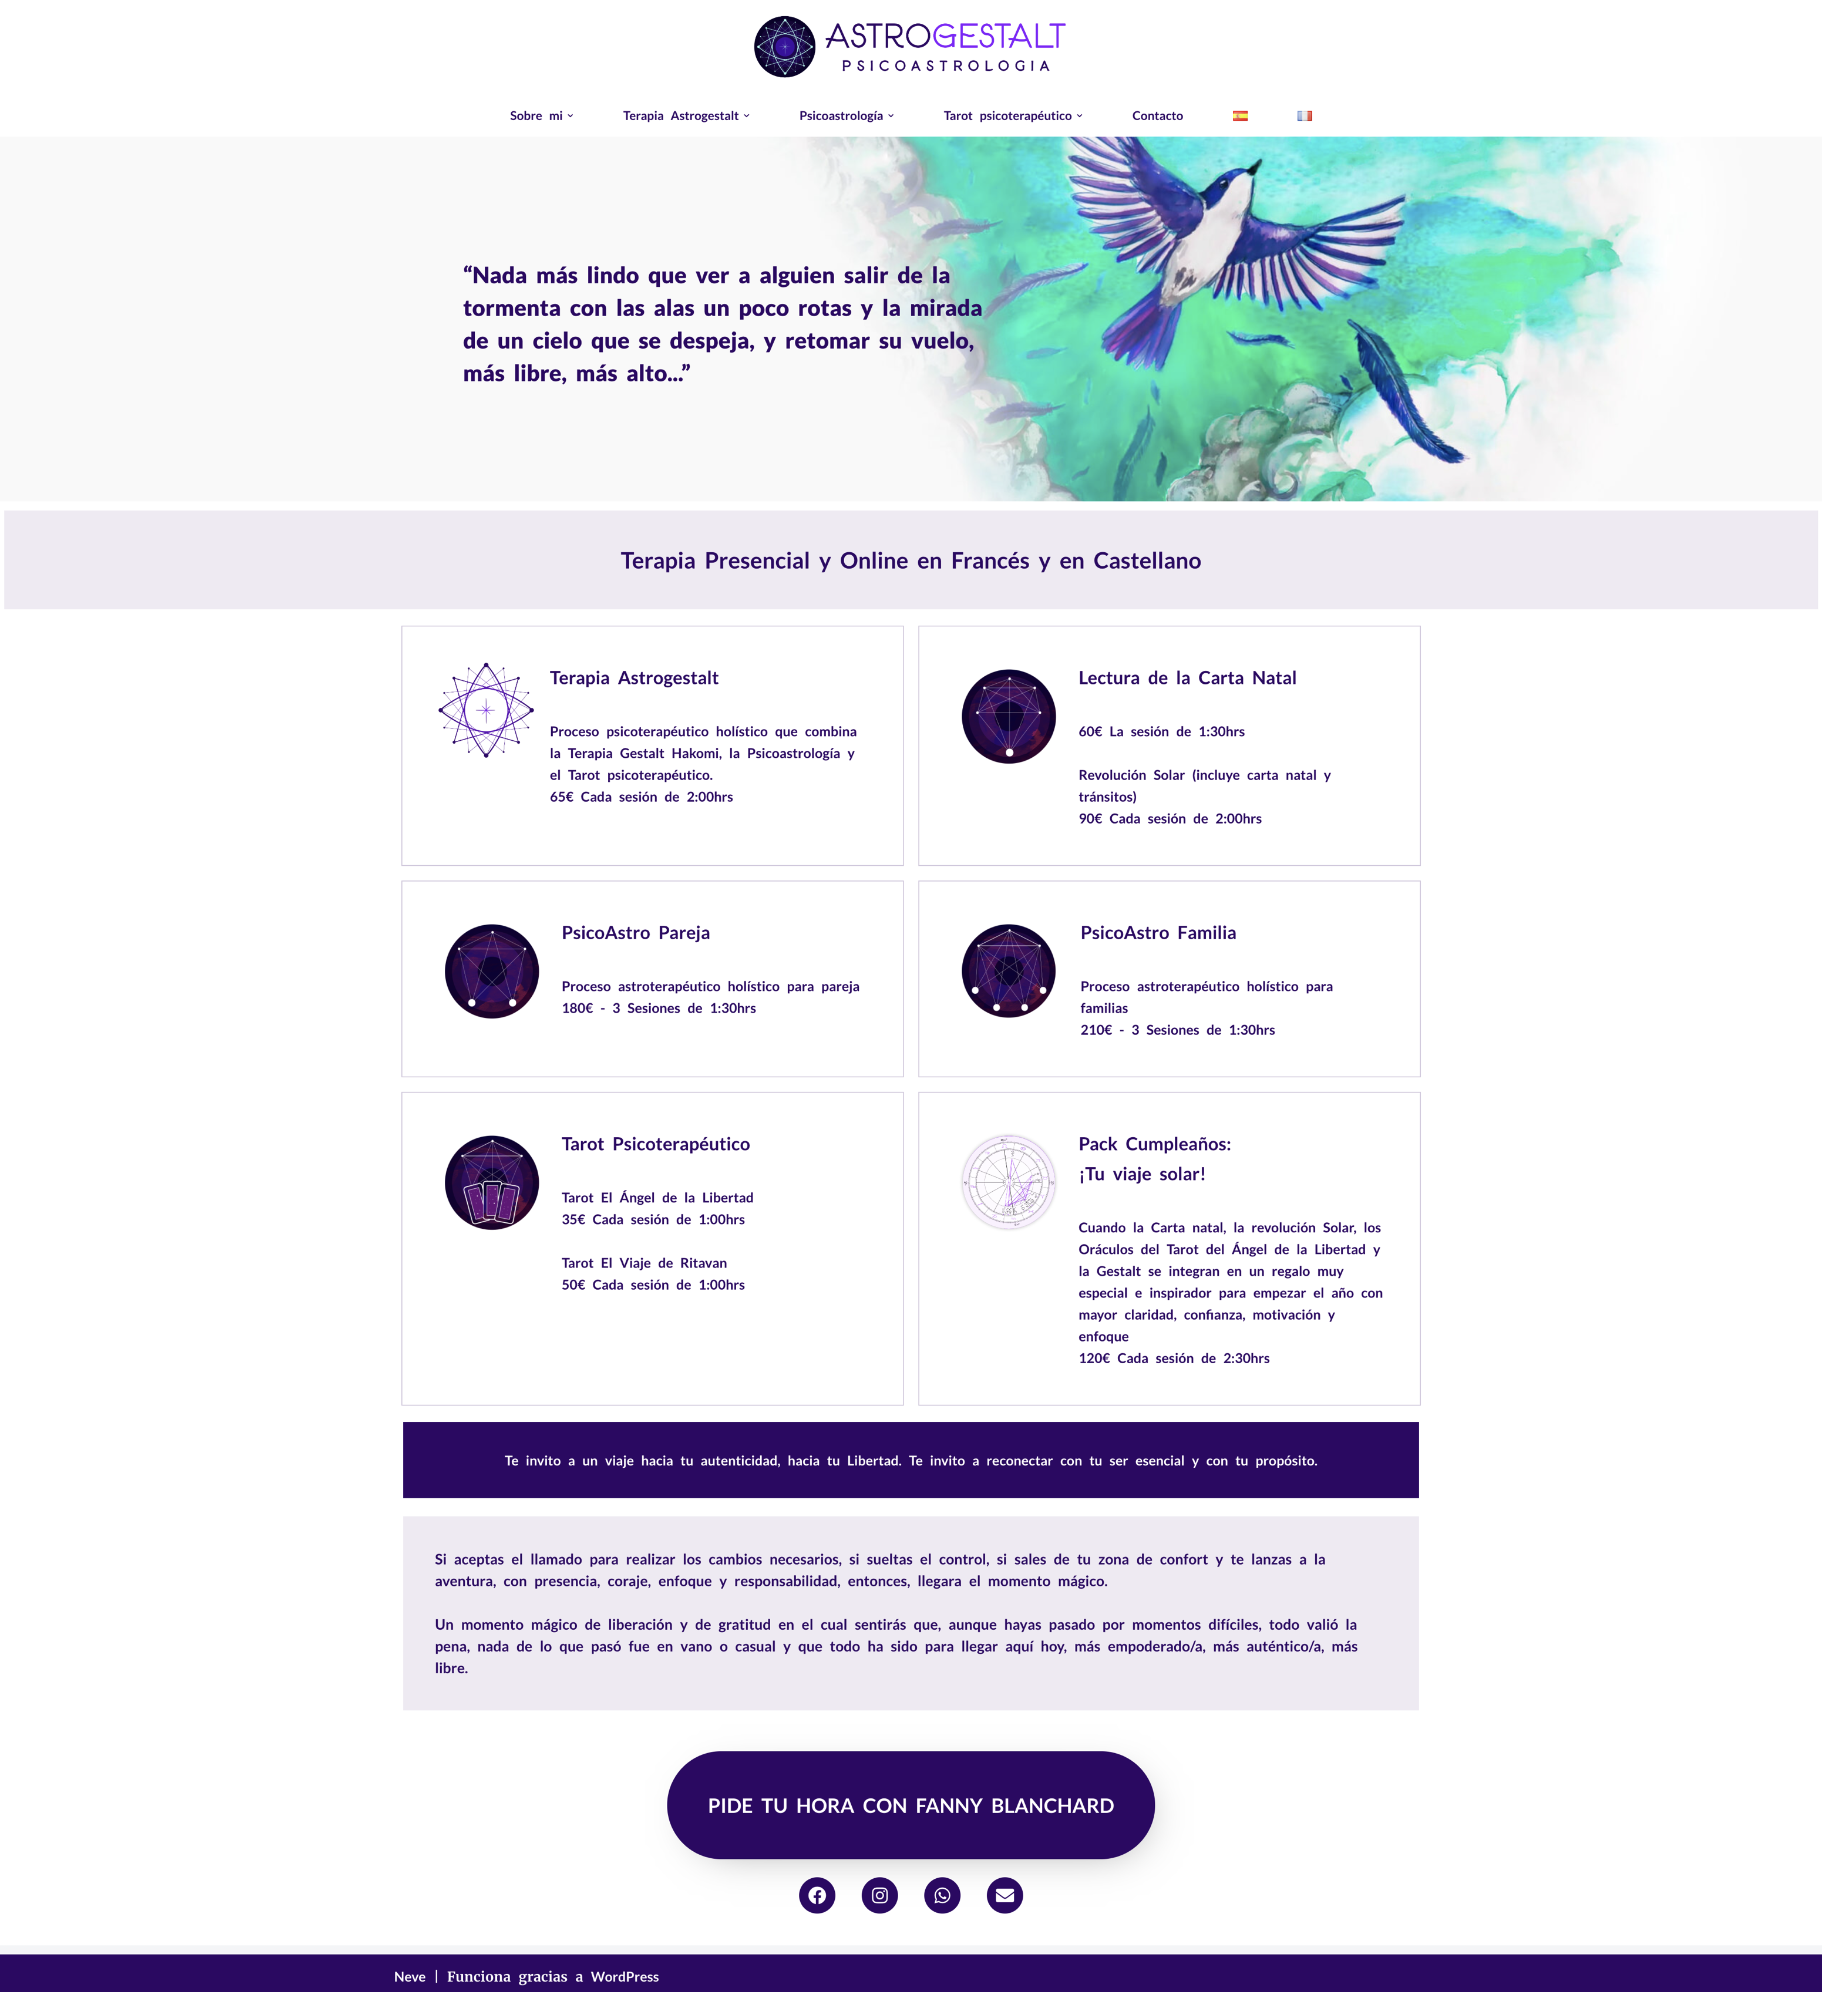 ASTROGESTALT
PSICOASTROLOGIA
Sobre mi
Terapia Astrogestalt
Psicoastrología
Tarot psicoterapéutico
Contacto
“Nada más lindo que ver a alguien salir de la
tormenta con las alas un poco rotas y la mirada
de un cielo que se despeja, y retomar su vuelo,
más libre, más alto...”
Terapia Presencial y Online en Francés y en Castellano
Terapia Astrogestalt
Proceso psicoterapéutico holístico que combina
la Terapia Gestalt Hakomi, la Psicoastrología y
el Tarot psicoterapéutico.
65€ Cada sesión de 2:00hrs
Lectura de la Carta Natal
60€ La sesión de 1:30hrs
Revolución Solar (incluye carta natal y
tránsitos)
90€ Cada sesión de 2:00hrs
PsicoAstro Pareja
Proceso astroterapéutico holístico para pareja
180€ - 3 Sesiones de 1:30hrs
PsicoAstro Familia
Proceso astroterapéutico holístico para
familias
210€ - 3 Sesiones de 1:30hrs
Tarot Psicoterapéutico
Tarot El Ángel de la Libertad
35€ Cada sesión de 1:00hrs
Tarot El Viaje de Ritavan
50€ Cada sesión de 1:00hrs
Pack Cumpleaños:
¡Tu viaje solar!
Cuando la Carta natal, la revolución Solar, los
Oráculos del Tarot del Ángel de la Libertad y
la Gestalt se integran en un regalo muy
especial e inspirador para empezar el año con
mayor claridad, confianza, motivación y
enfoque
120€ Cada sesión de 2:30hrs
Te invito a un viaje hacia tu autenticidad, hacia tu Libertad. Te invito a reconectar con tu ser esencial y con tu propósito.
Si aceptas el llamado para realizar los cambios necesarios, si sueltas el control, si sales de tu zona de confort y te lanzas a la
aventura, con presencia, coraje, enfoque y responsabilidad, entonces, llegara el momento mágico.
Un momento mágico de liberación y de gratitud en el cual sentirás que, aunque hayas pasado por momentos difíciles, todo valió la
pena, nada de lo que pasó fue en vano o casual y que todo ha sido para llegar aquí hoy, más empoderado/a, más auténtico/a, más
libre.
PIDE TU HORA CON FANNY BLANCHARD
Neve | Funciona gracias a WordPress